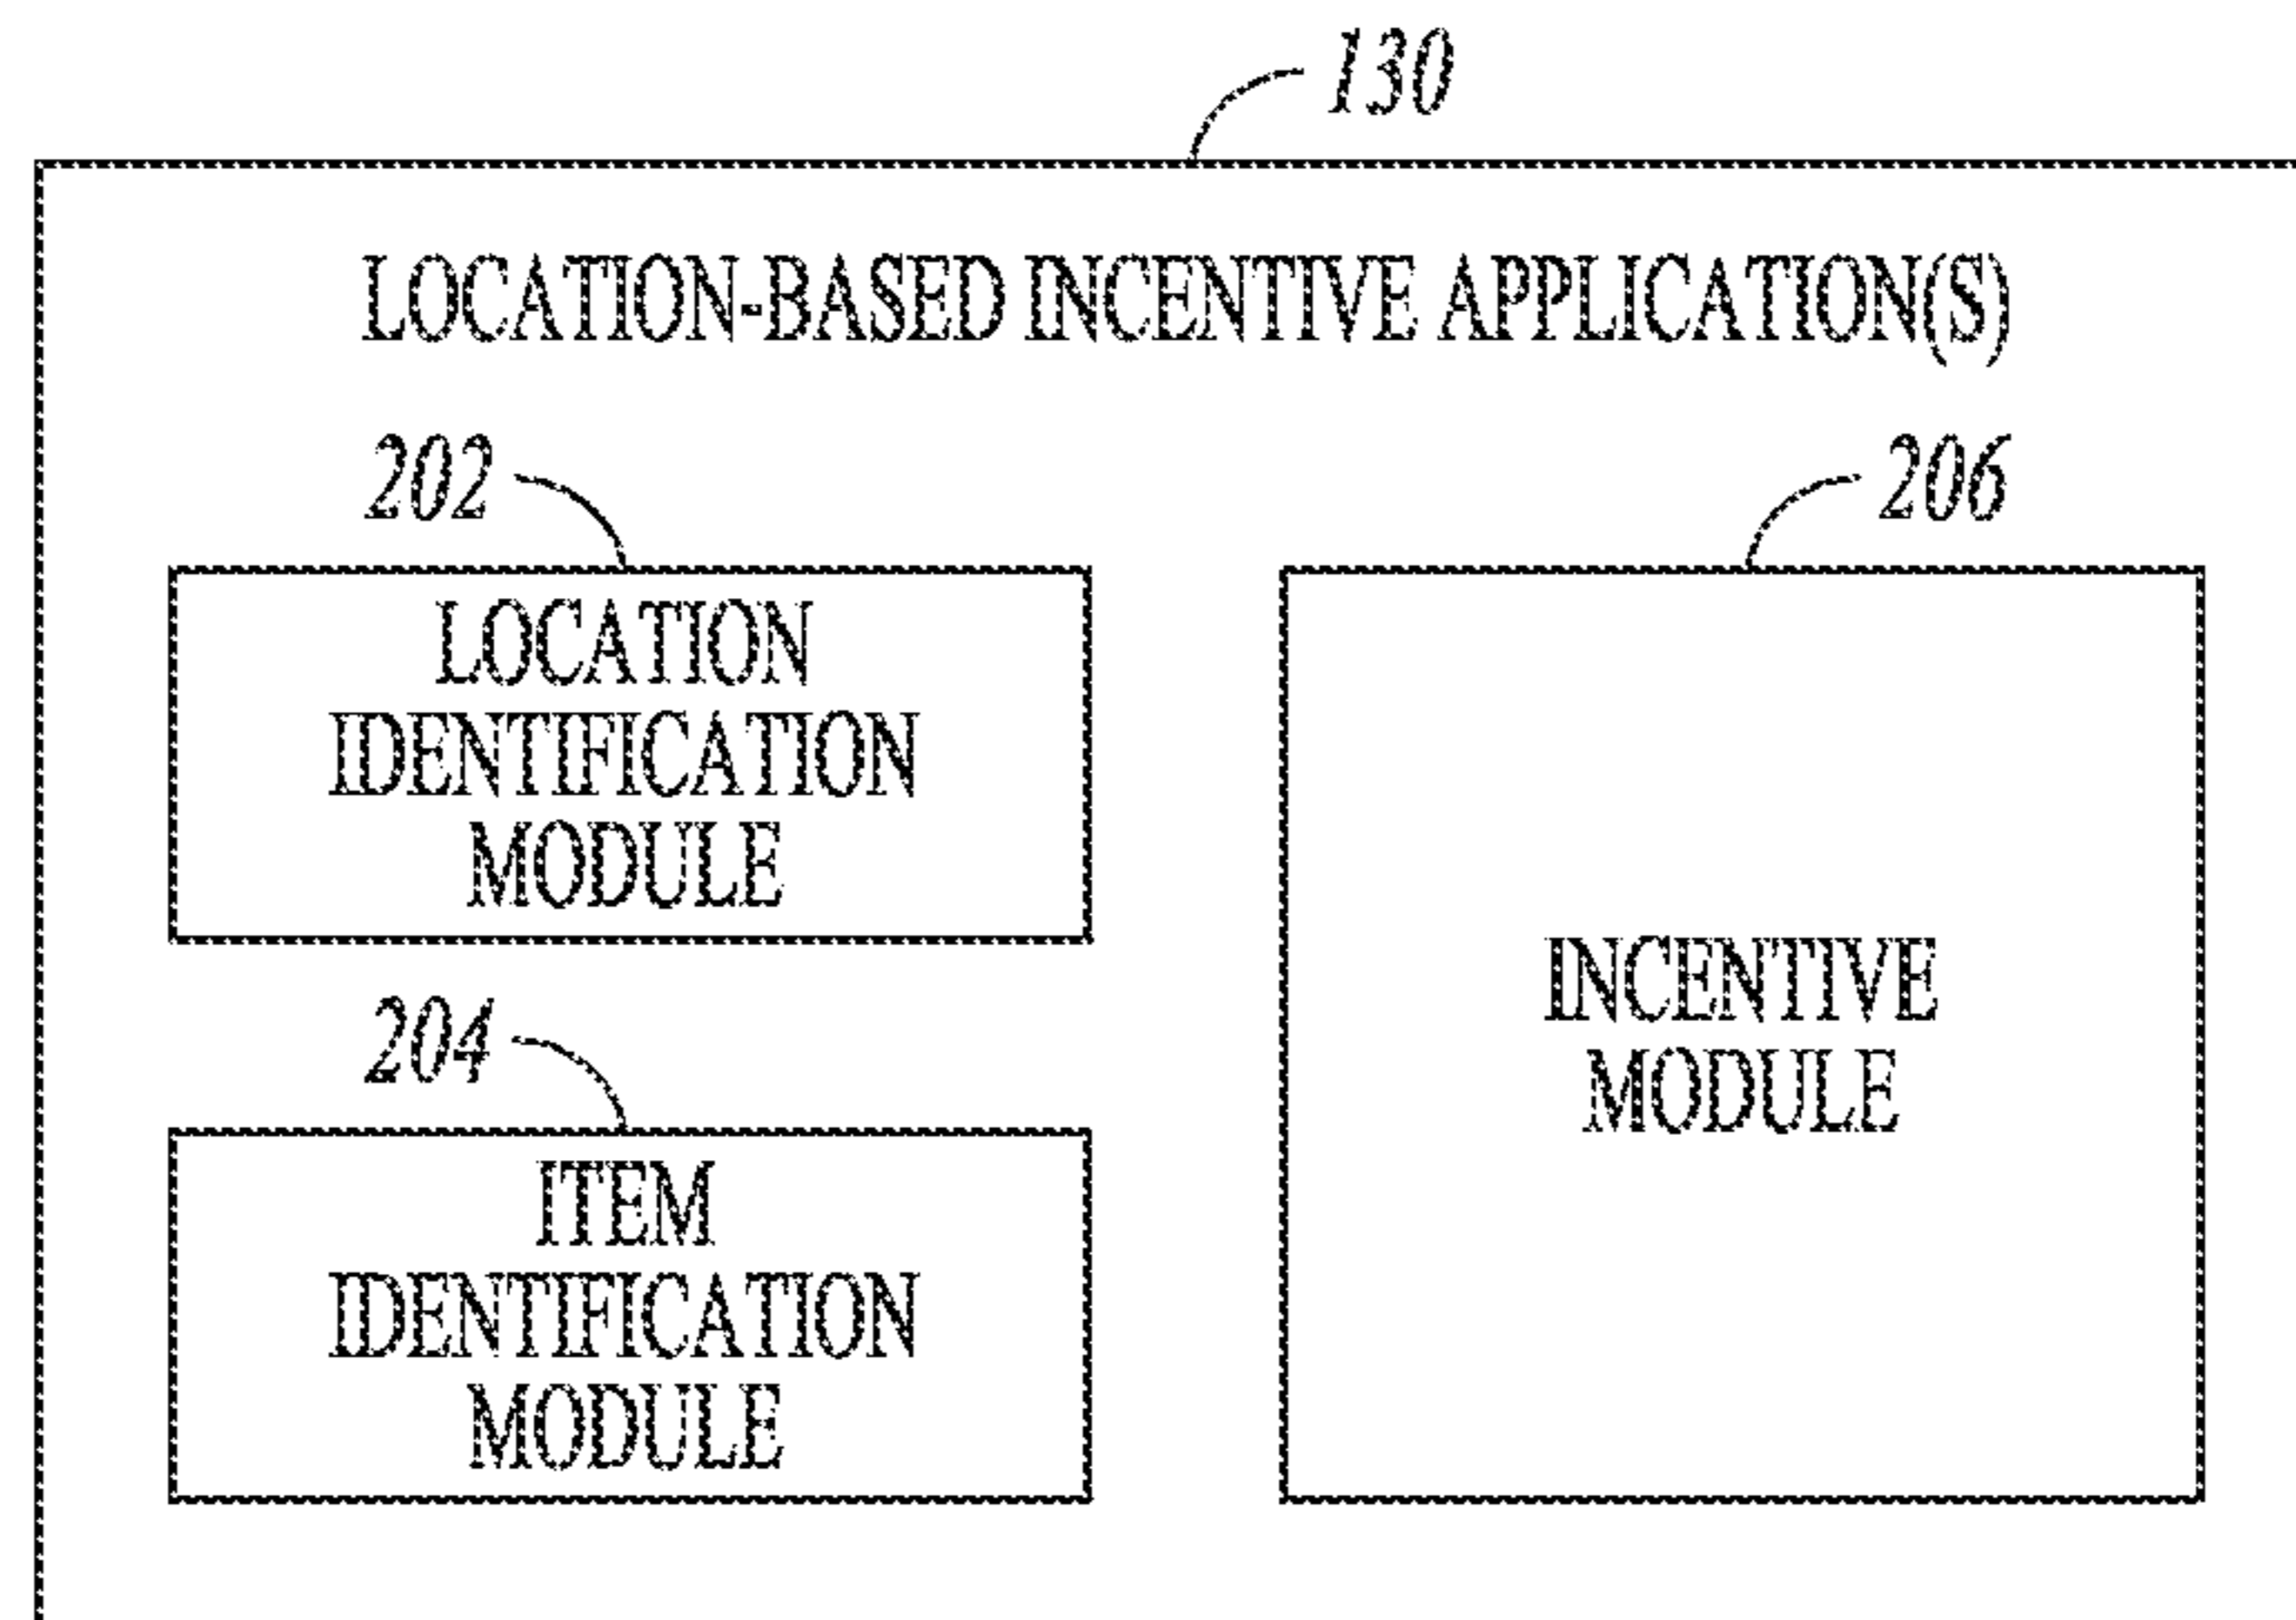 130
LOCATION-BASED INCENTIVE APPLICATION(S)
202
LOCATION
IDENTIFICATION
MODULE
204
ITEM
IDENTIFICATION
MODULE
206
INCENTIVE
MODULE